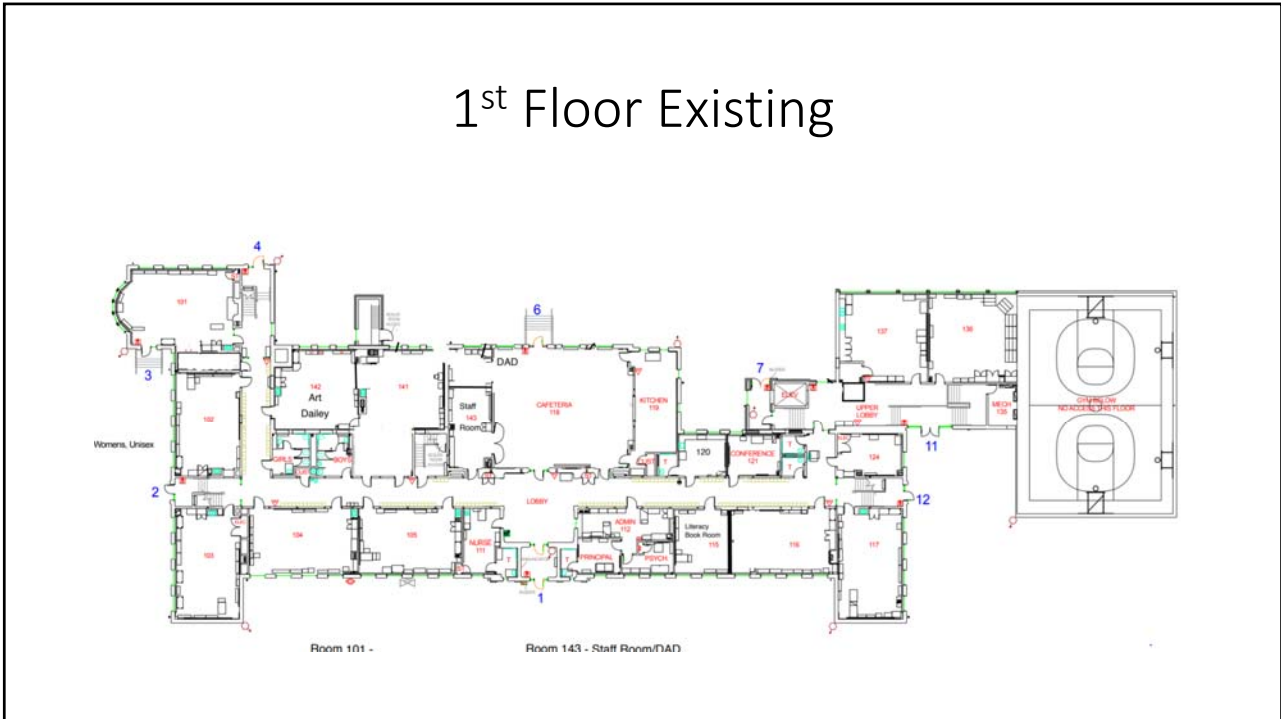 1st Floor Existing
4
101
6
3
7
137
138
142
Art
Dailey
141
DAD
Staff
143
Room
CAFETERIA
118
KITCHEN
119
102
ELEV
UPPER
LOBBY
MECH
135
GYM BELOW
NO ACCESS THIS FLOOR
11
Womens, Unisex
GIRLS
BOYS
CUST
T
120
CONFERENCE
121
T
T
124
2
LOBBY
12
103
104
105
NURSE
111
T
T
ADMIN
112
PRINCIPAL
PSYCH
Literacy
Book Room
115
116
117
1
Room 101 -
Room 143 - Staff Room/DAD